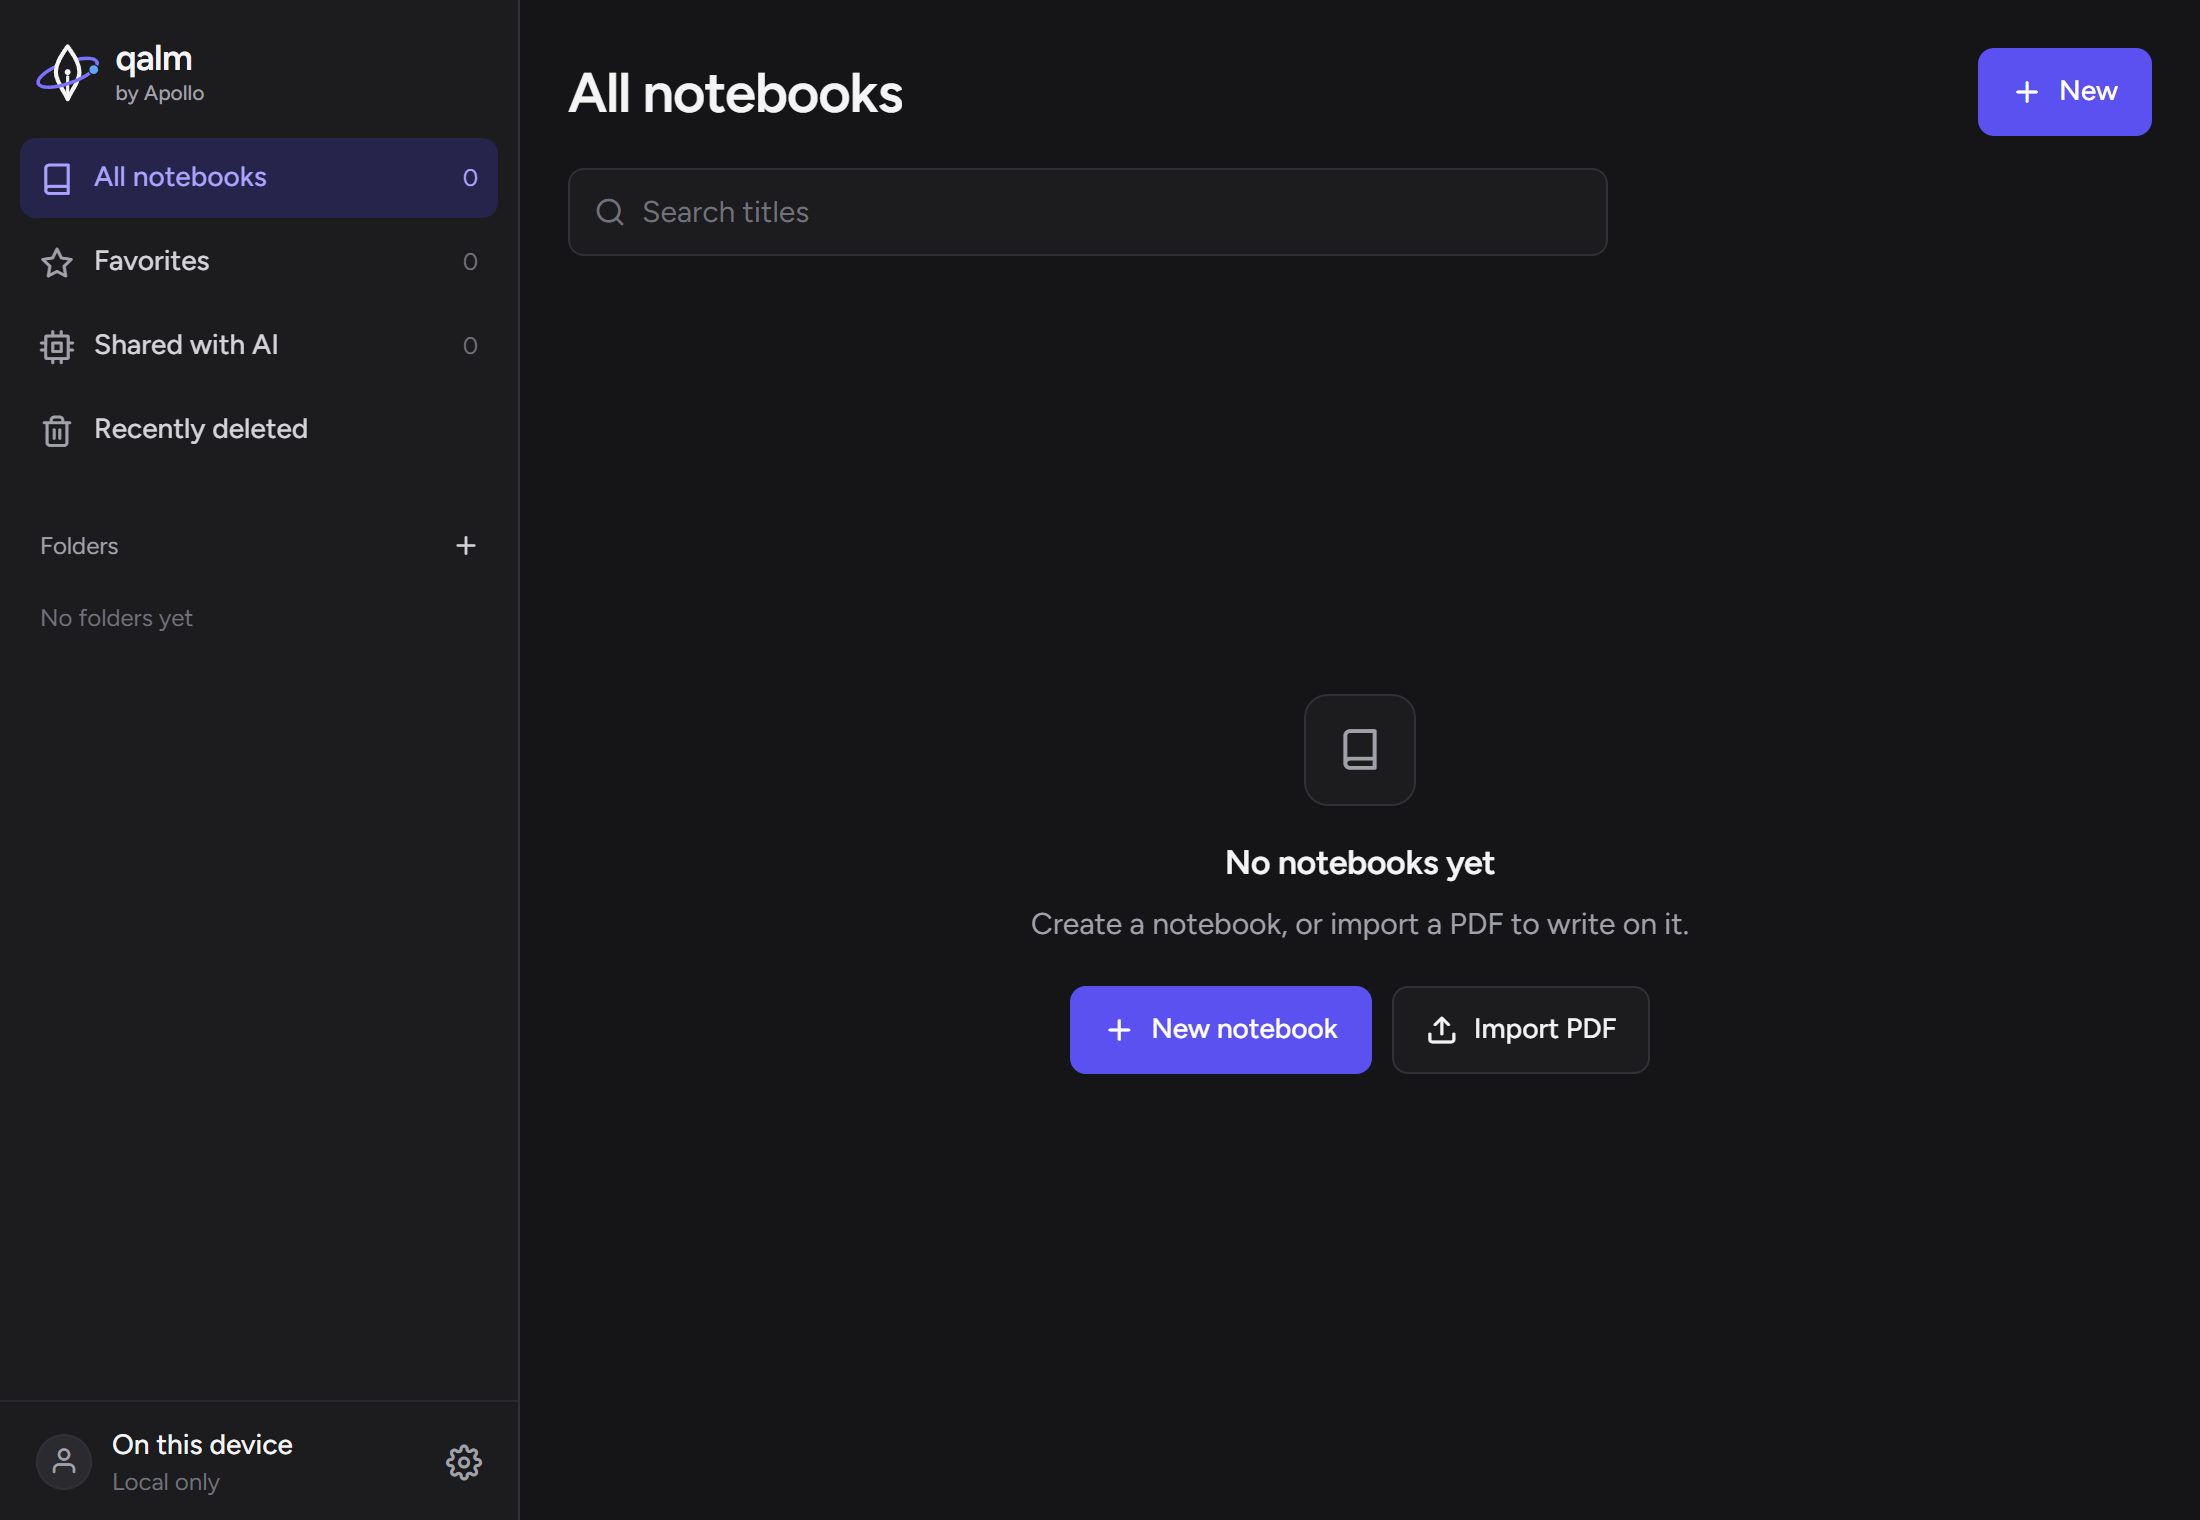 qalm
by Apollo
All notebooks 0
Favorites 0
Shared with AI 0
Recently deleted
Folders
No folders yet
On this device
Local only
All notebooks
New
Search titles
No notebooks yet
Create a notebook, or import a PDF to write on it.
New notebook
Import PDF